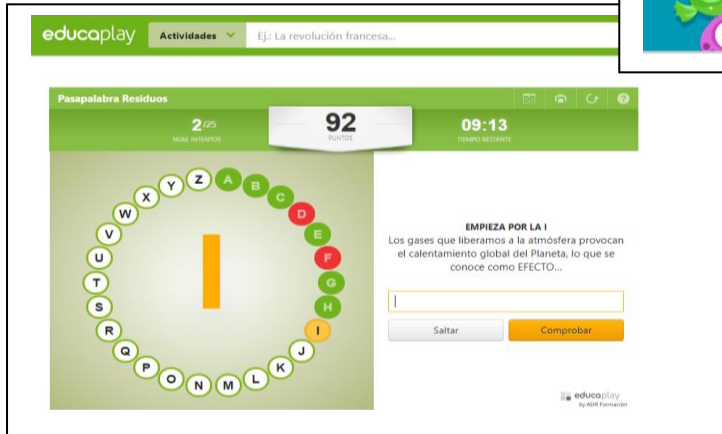 educaplay
Actividades
Ej.: La revolución francesa...
Pasapalabra Residuos
2/25
NUM. INTENTOS
92
PUNTOS
09:13
TIEMPO RESTANTE
A
B
C
D
E
F
G
H
I
J
K
L
M
N
O
P
Q
R
S
T
U
V
W
X
Y
Z
I
EMPIEZA POR LA I
Los gases que liberamos a la atmósfera provocan
el calentamiento global del Planeta, lo que se
conoce como EFECTO...
Saltar
Comprobar
educaplay
by ADR Formación